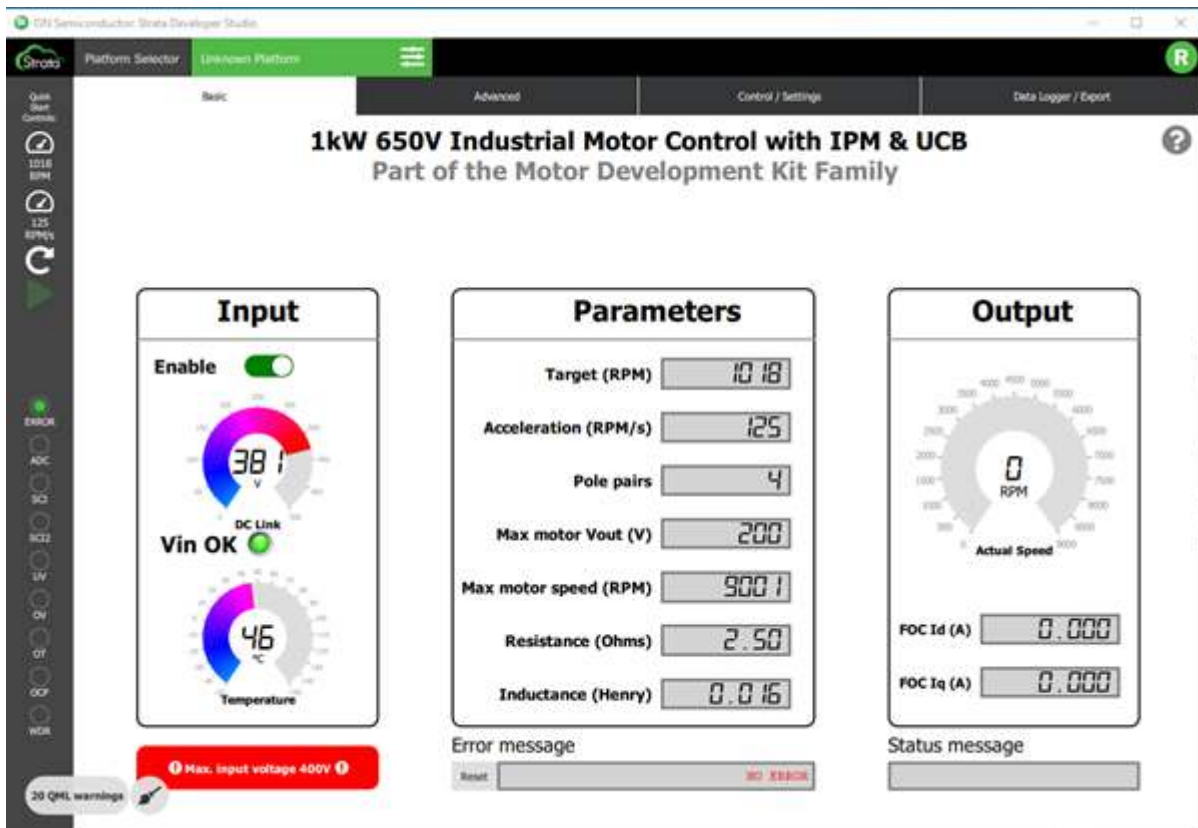 ON Semiconductor: Strata Developer Studio
Strata
Platform Selector
Unknown Platform
R
Quick
Start
Controls:
Basic
Advanced
Control / Settings
Data Logger / Export
1018
RPM
125
RPM/s
1kW 650V Industrial Motor Control with IPM & UCB
Part of the Motor Development Kit Family
?
ERROR
ADC
SCI
SCI2
UV
OV
OT
OCP
WDR
Input
Enable
381
V
DC Link
Vin OK
46
°C
Temperature
Max. input voltage 400V
Parameters
Target (RPM) 1018
Acceleration (RPM/s) 125
Pole pairs 4
Max motor Vout (V) 200
Max motor speed (RPM) 9001
Resistance (Ohms) 2.50
Inductance (Henry) 0.016
Error message
Reset NO ERROR
Output
0
RPM
Actual Speed
FOC Id (A) 0.000
FOC Iq (A) 0.000
Status message
20 QML warnings